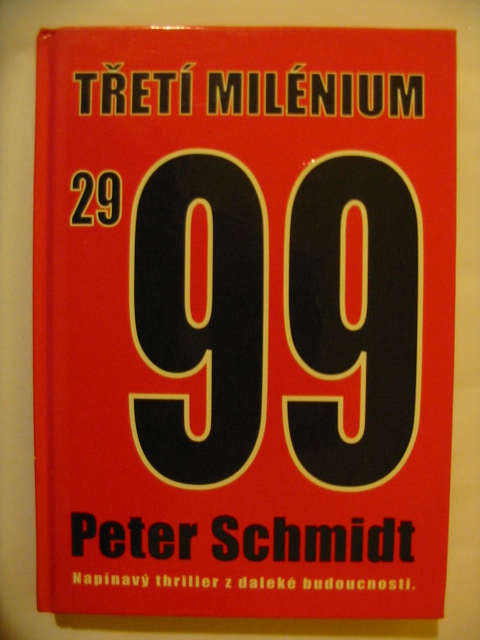 TŘETÍ MILÉNIUM
29
99
Peter Schmidt
Napínavý thriller z daleké budoucnosti.